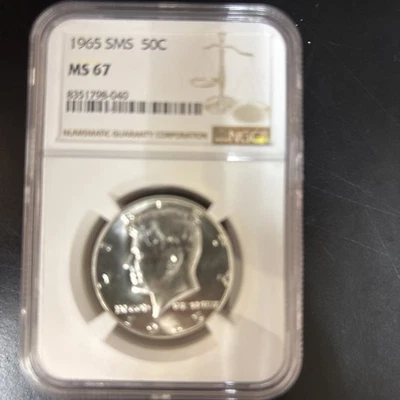 1965 SMS 50C
MS 67
8351798-040
NUMISMATIC GUARANTY CORPORATION
NGC